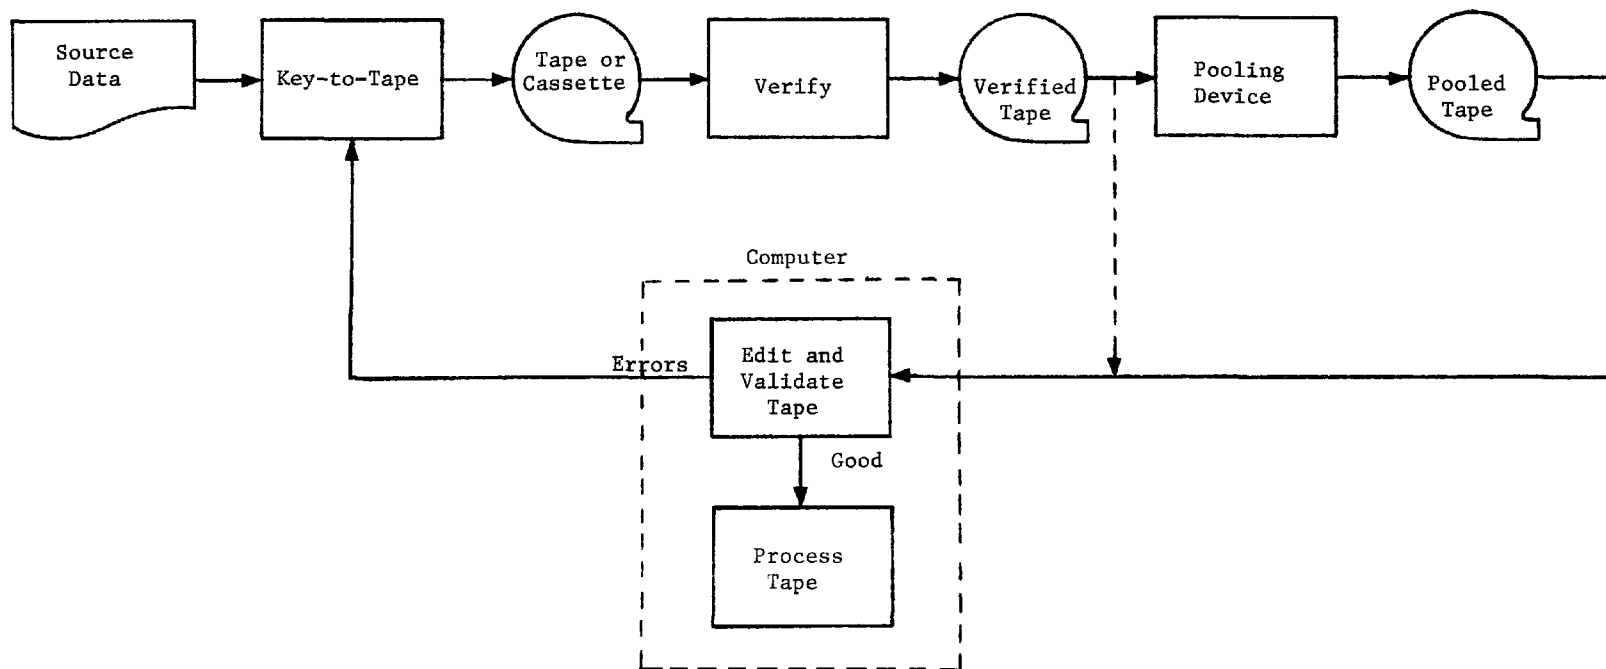 Source
Data
Key-to-Tape
Tape or
Cassette
Verify
Verified
Tape
Pooling
Device
Pooled
Tape
Computer
Errors
Edit and
Validate
Tape
Good
Process
Tape